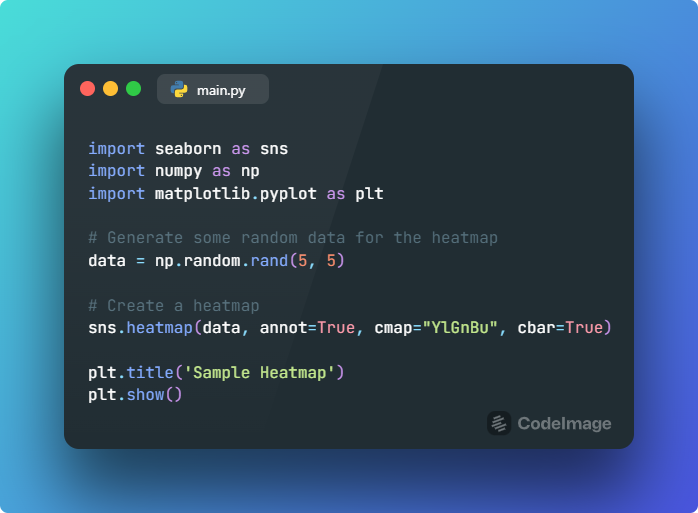 main.py
import seaborn as sns
import numpy as np
import matplotlib.pyplot as plt
# Generate some random data for the heatmap
data = np.random.rand(5, 5)
# Create a heatmap
sns.heatmap(data, annot=True, cmap="YlGnBu", cbar=True)
plt.title('Sample Heatmap')
plt.show()
CodeImage